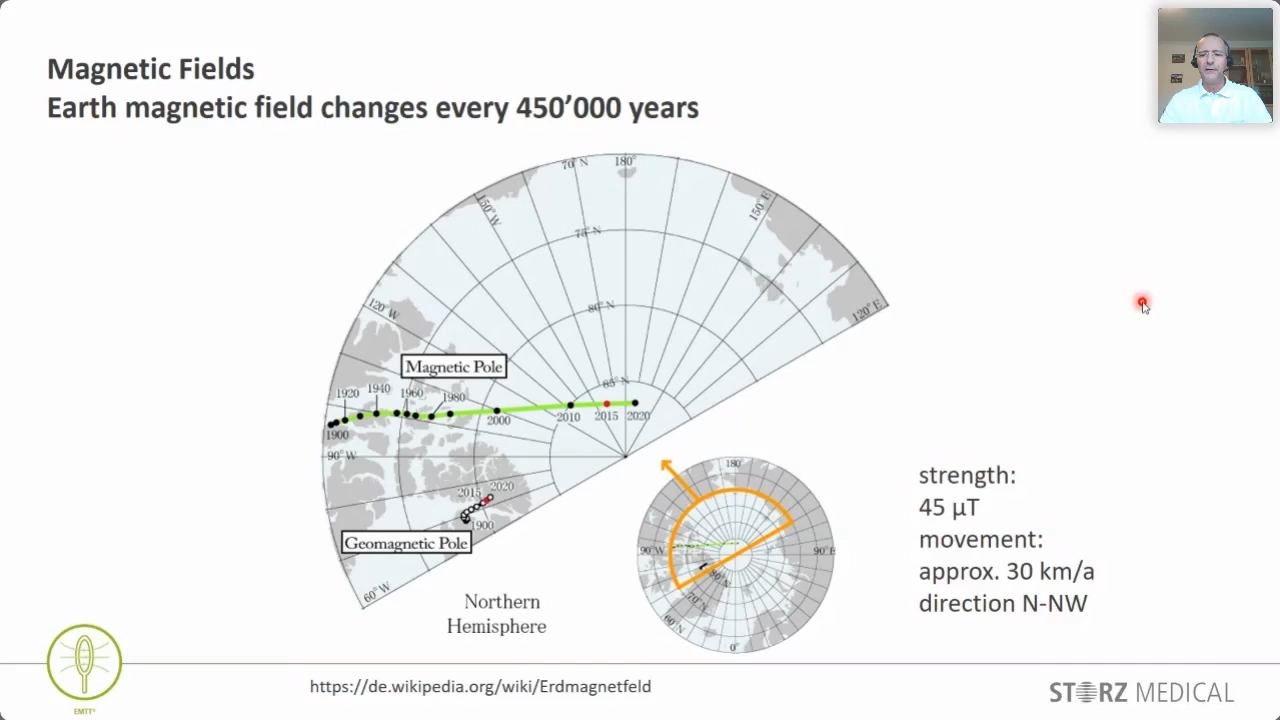 Magnetic Fields
Earth magnetic field changes every 450’000 years
70° N
180°
150° W
150° E
75° N
80° N
120° W
120° E
Magnetic Pole
85° N
1920
1940
1960
1980
1900
2000
2010
2015
2020
90° W
2015
2020
1900
Geomagnetic Pole
60° W
Northern
Hemisphere
180°
90° W
90° E
80° N
70° N
60° N
0°
strength:
45 µT
movement:
approx. 30 km/a
direction N-NW
EMTT®
https://de.wikipedia.org/wiki/Erdmagnetfeld
STORZ MEDICAL